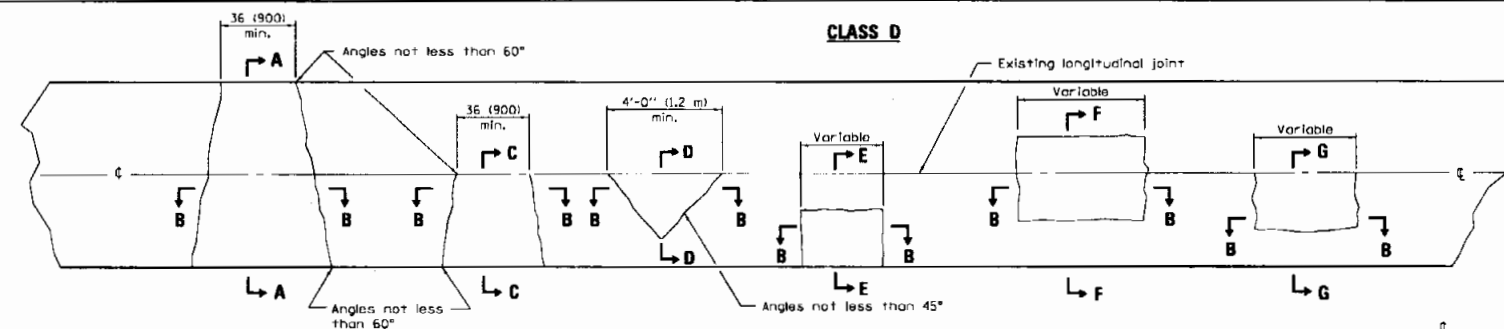 CLASS D
36 (900)
min.
A
Angles not less than 60°
Existing longitudinal joint
36 (900)
min.
4'-0" (1.2 m)
min.
Variable
Variable
Variable
C
D
E
F
G
℄
℄
B
B
B
B
B
B
B
B
B
B
B
B
A
C
D
E
F
G
Angles not less
than 60°
Angles not less than 45°